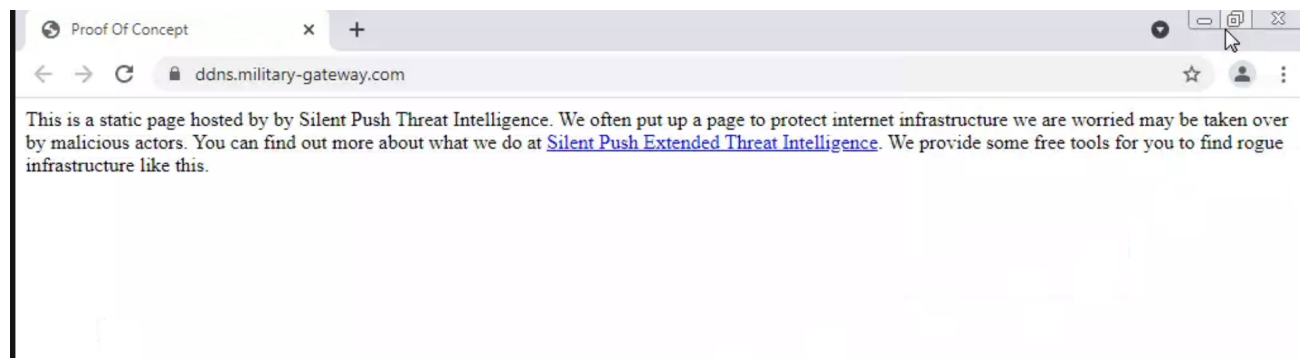 Proof Of Concept
ddns.military-gateway.com
This is a static page hosted by by Silent Push Threat Intelligence. We often put up a page to protect internet infrastructure we are worried may be taken over
by malicious actors. You can find out more about what we do at Silent Push Extended Threat Intelligence. We provide some free tools for you to find rogue
infrastructure like this.